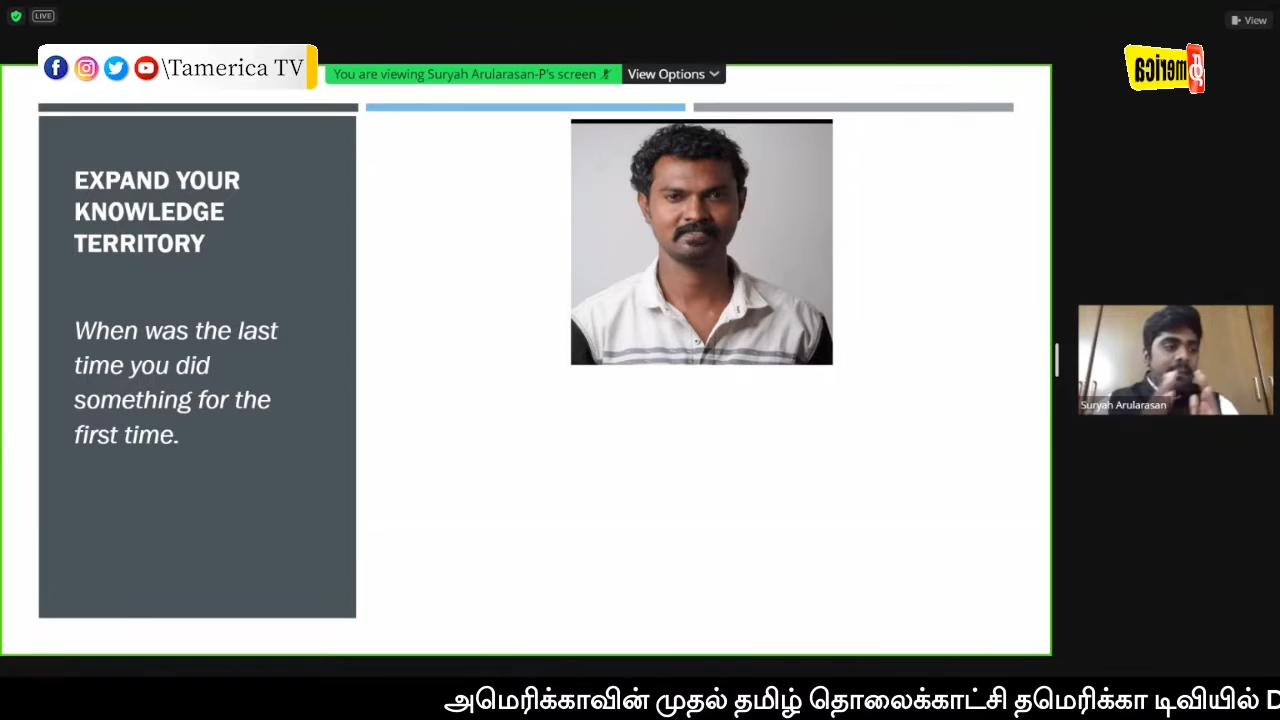 LIVE
View
\Tamerica TV
You are viewing Suryah Arularasan-P's screen
View Options
தmerica
EXPAND YOUR
KNOWLEDGE
TERRITORY
When was the last
time you did
something for the
first time.
Suryah Arularasan
அமெரிக்காவின் முதல் தமிழ் தொலைக்காட்சி தமெரிக்கா டிவியில் D